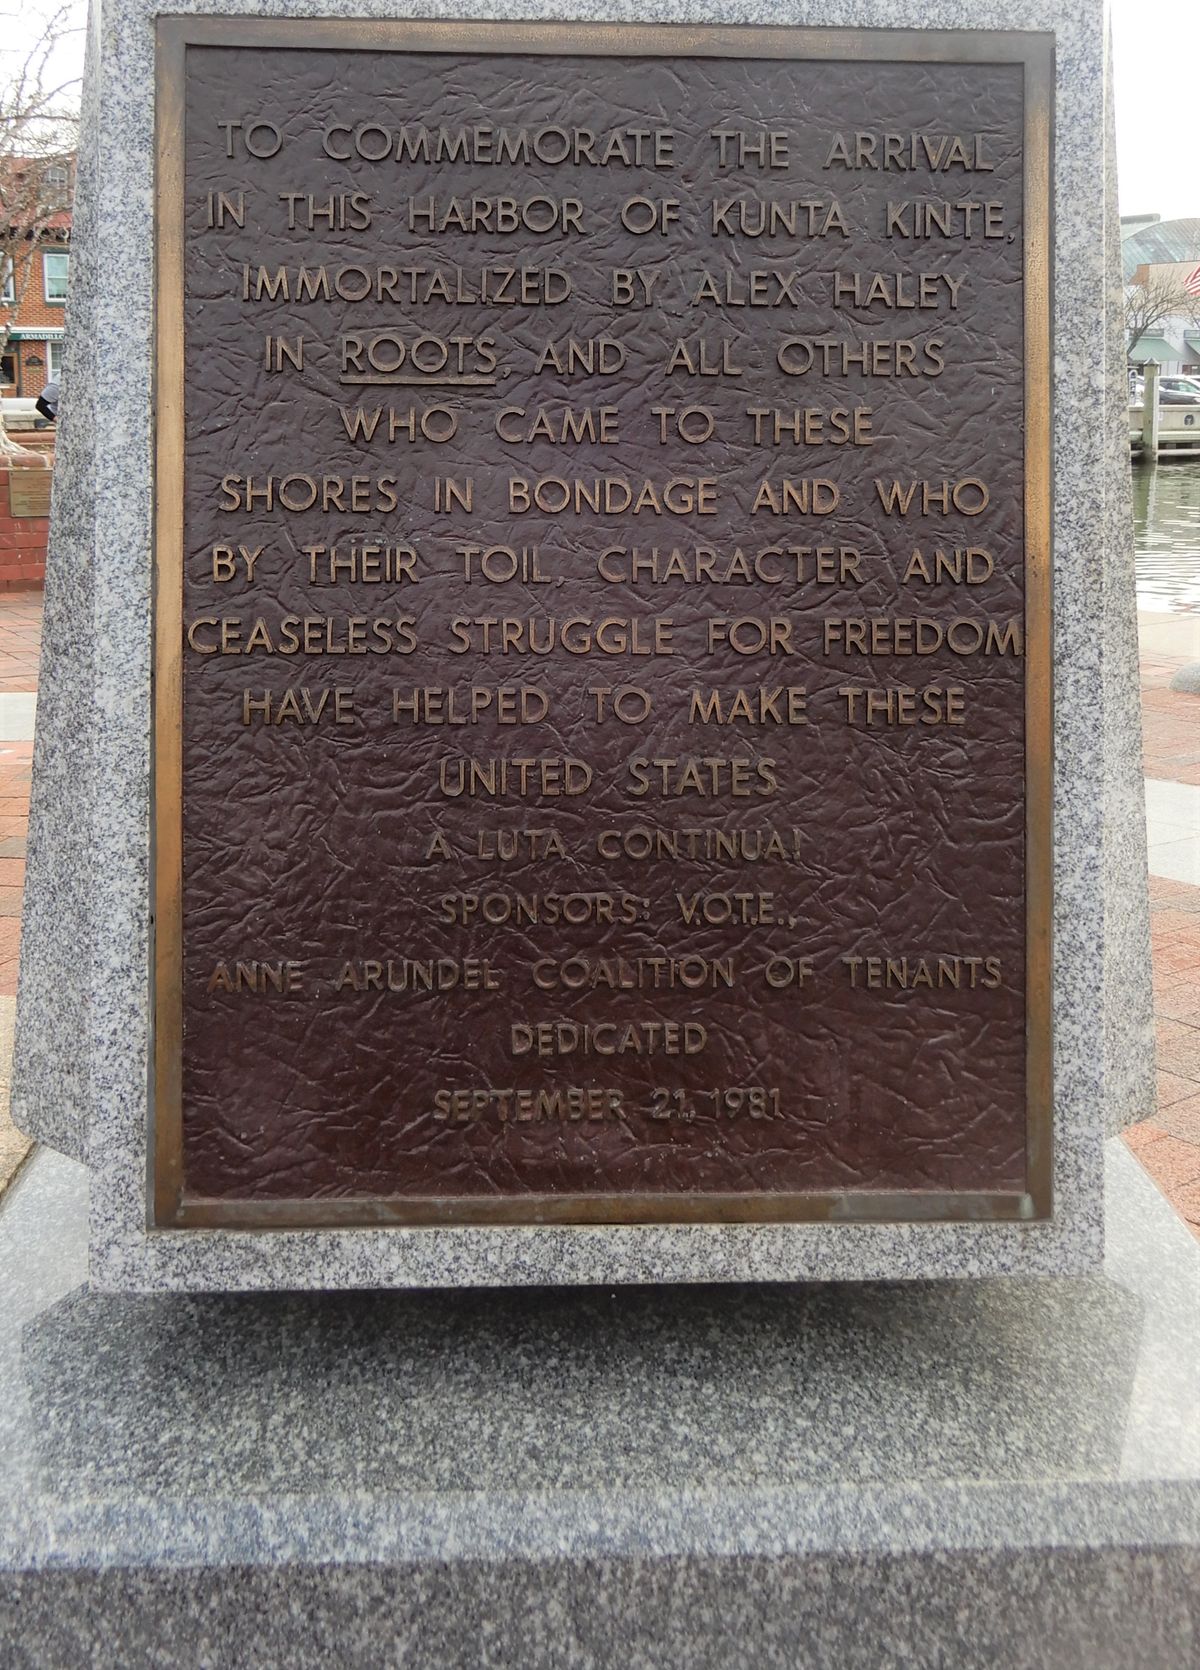 TO COMMEMORATE THE ARRIVAL
IN THIS HARBOR OF KUNTA KINTE,
IMMORTALIZED BY ALEX HALEY
IN ROOTS, AND ALL OTHERS
WHO CAME TO THESE
SHORES IN BONDAGE AND WHO
BY THEIR TOIL, CHARACTER AND
CEASELESS STRUGGLE FOR FREEDOM
HAVE HELPED TO MAKE THESE
UNITED STATES
A LUTA CONTINUA!
SPONSORS: V.O.T.E.,
ANNE ARUNDEL COALITION OF TENANTS
DEDICATED
SEPTEMBER 21, 1981
ARMADILLO